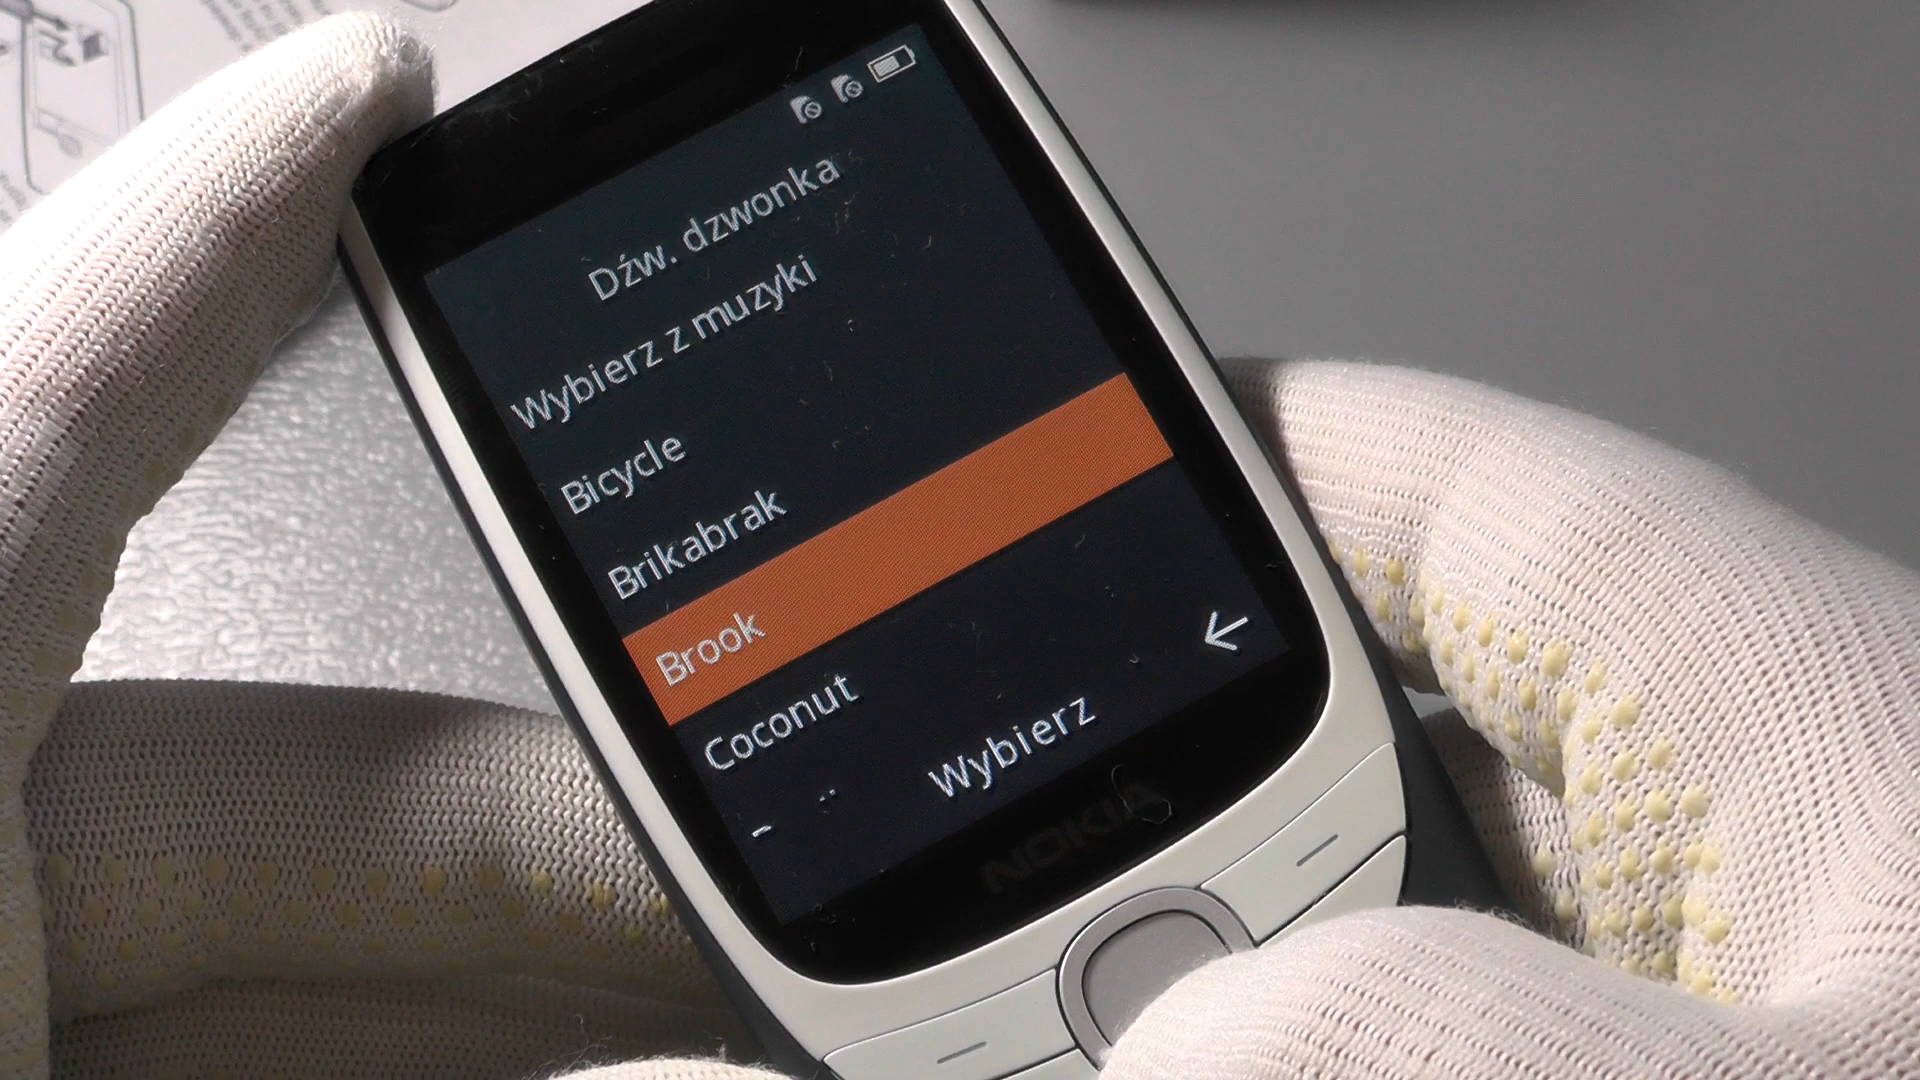 Dźw. dzwonka
Wybierz z muzyki
Bicycle
Brikabrak
Brook
Coconut
Wybierz
NOKIA